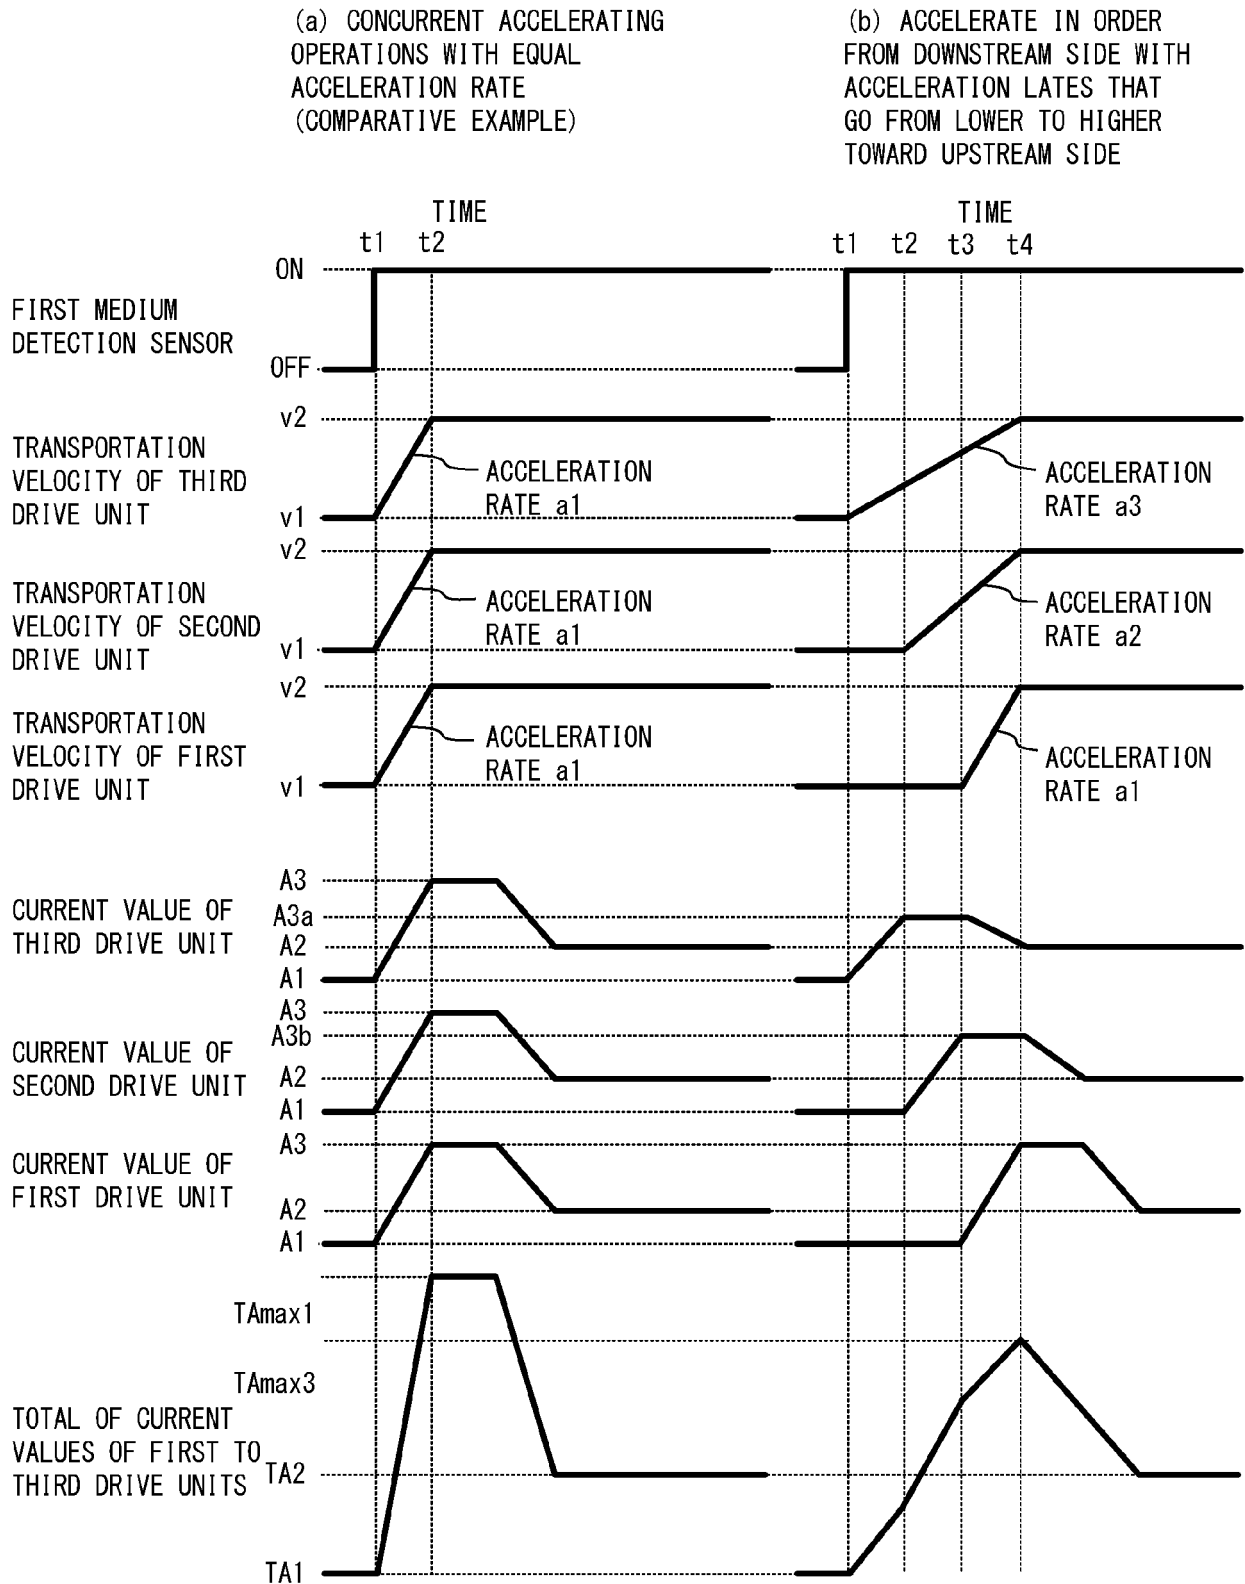 (a) CONCURRENT ACCELERATING
OPERATIONS WITH EQUAL
ACCELERATION RATE
(COMPARATIVE EXAMPLE)
(b) ACCELERATE IN ORDER
FROM DOWNSTREAM SIDE WITH
ACCELERATION LATES THAT
GO FROM LOWER TO HIGHER
TOWARD UPSTREAM SIDE
TIME
t1 t2
TIME
t1 t2 t3 t4
FIRST MEDIUM
DETECTION SENSOR
ON
OFF
TRANSPORTATION
VELOCITY OF THIRD
DRIVE UNIT
v2
v1
ACCELERATION
RATE a1
ACCELERATION
RATE a3
TRANSPORTATION
VELOCITY OF SECOND
DRIVE UNIT
v2
v1
ACCELERATION
RATE a1
ACCELERATION
RATE a2
TRANSPORTATION
VELOCITY OF FIRST
DRIVE UNIT
v2
v1
ACCELERATION
RATE a1
ACCELERATION
RATE a1
CURRENT VALUE OF
THIRD DRIVE UNIT
A3
A3a
A2
A1
CURRENT VALUE OF
SECOND DRIVE UNIT
A3
A3b
A2
A1
CURRENT VALUE OF
FIRST DRIVE UNIT
A3
A2
A1
TOTAL OF CURRENT
VALUES OF FIRST TO
THIRD DRIVE UNITS
TAmax1
TAmax3
TA2
TA1